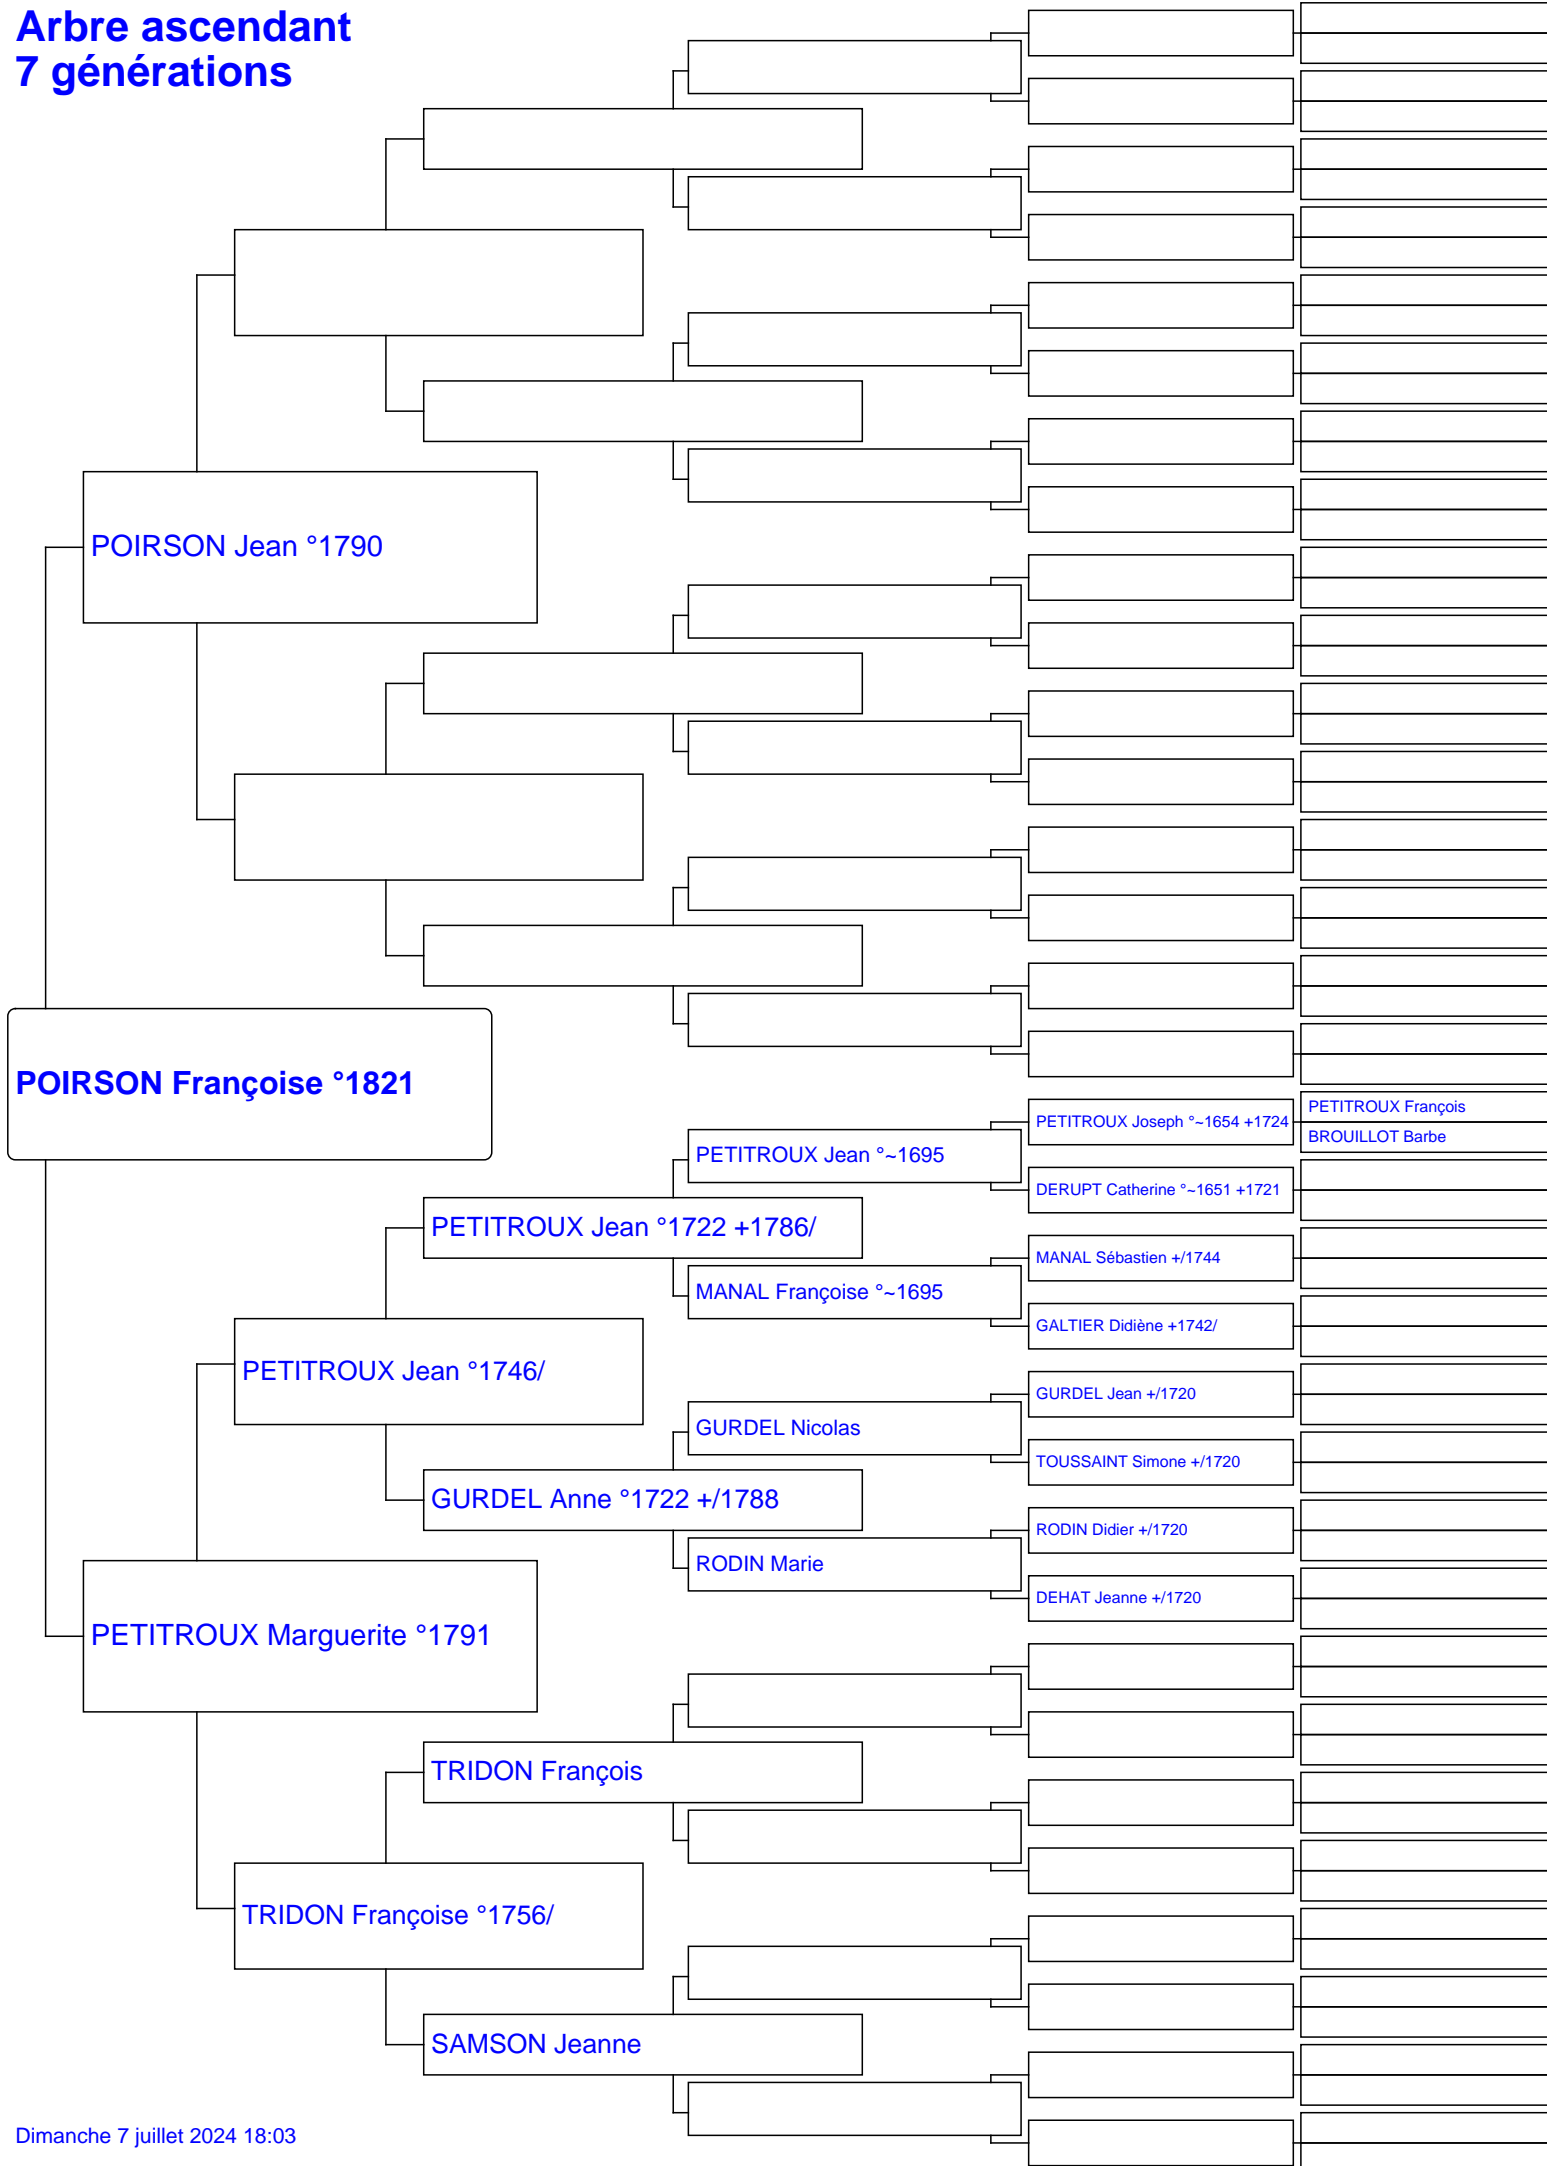 Arbre ascendant
7 générations
POIRSON Jean °1790
POIRSON Françoise °1821
PETITROUX François
PETITROUX Joseph °~1654 +1724
BROUILLOT Barbe
PETITROUX Jean °~1695
DERUPT Catherine °~1651 +1721
PETITROUX Jean °1722 +1786/
MANAL Sébastien +/1744
MANAL Françoise °~1695
GALTIER Didiène +1742/
PETITROUX Jean °1746/
GURDEL Jean +/1720
GURDEL Nicolas
TOUSSAINT Simone +/1720
GURDEL Anne °1722 +/1788
RODIN Didier +/1720
RODIN Marie
DEHAT Jeanne +/1720
PETITROUX Marguerite °1791
TRIDON François
TRIDON Françoise °1756/
SAMSON Jeanne
Dimanche 7 juillet 2024 18:03